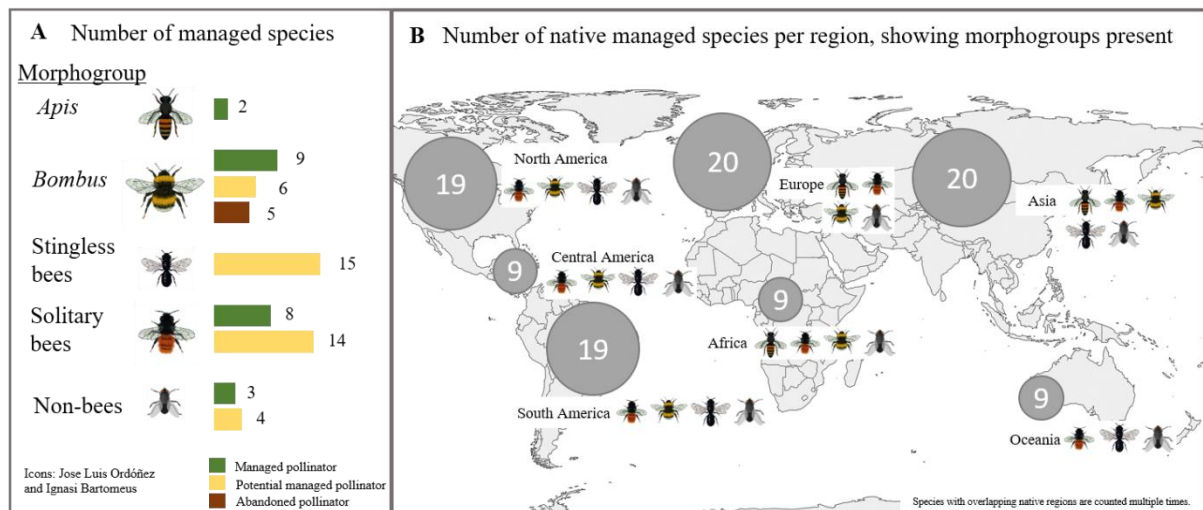 A Number of managed species
Morphogroup
Apis
2
Bombus
9
6
5
Stingless
bees
15
Solitary
bees
8
14
Non-bees
3
4
Icons: Jose Luis Ordóñez
and Ignasi Bartomeus
Managed pollinator
Potential managed pollinator
Abandoned pollinator
B Number of native managed species per region, showing morphogroups present
19
North America
20
Europe
20
Asia
9
Central America
9
Africa
19
South America
9
Oceania
Species with overlapping native regions are counted multiple times.